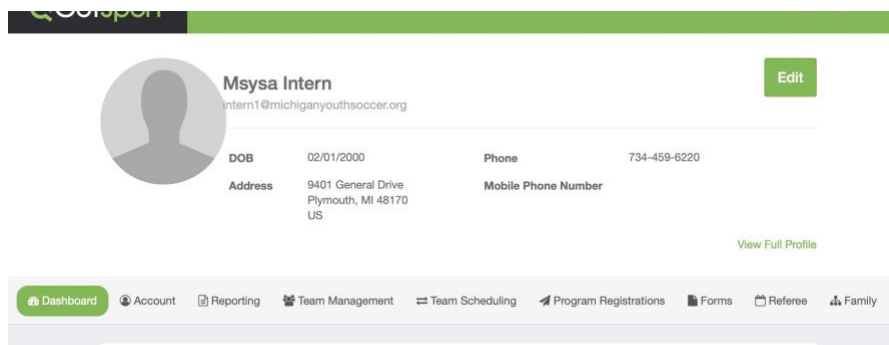 Msysa Intern
Edit
intern1@michiganyouthsoccer.org
DOB 02/01/2000 Phone 734-459-6220
Address 9401 General Drive Mobile Phone Number
Plymouth, MI 48170
US
View Full Profile
Dashboard Account Reporting Team Management Team Scheduling Program Registrations Forms Referee Family